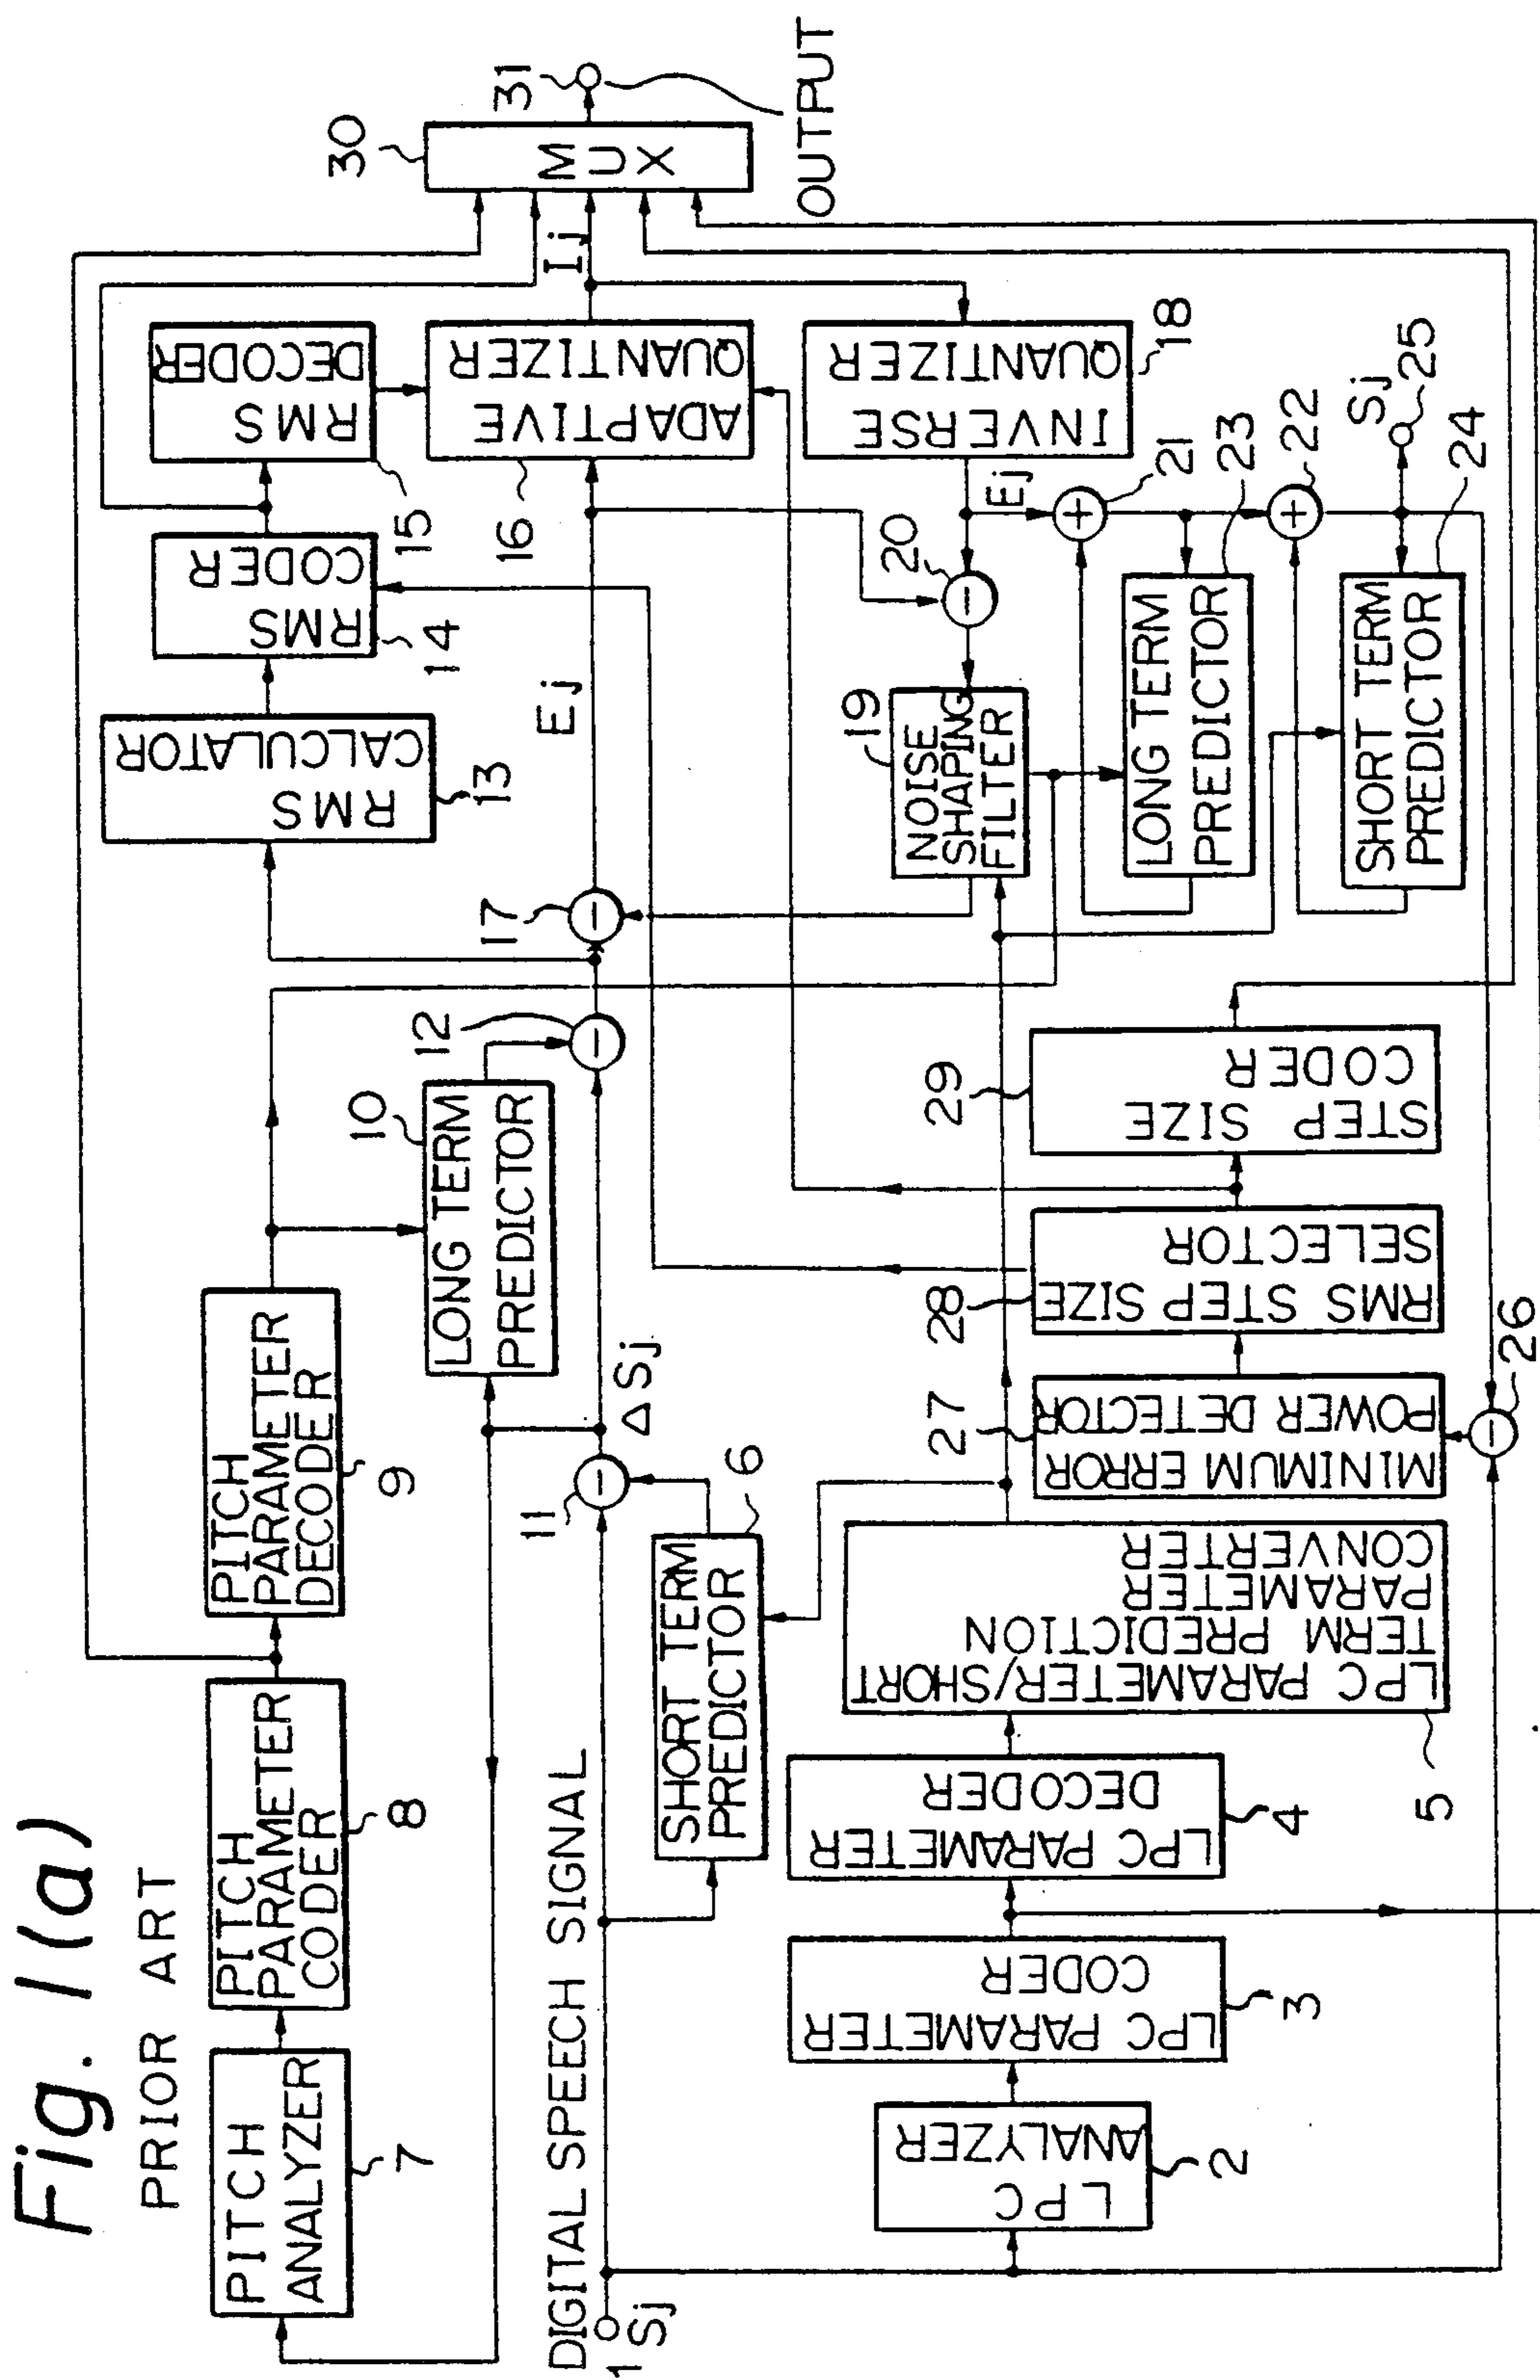 Fig. 1(a)
PRIOR ART
PITCH
ANALYZER
7
PITCH
PARAMETER
CODER
8
PITCH
PARAMETER
DECODER
9
LONG TERM
PREDICTOR
10
12
RMS
CALCULATOR
13
RMS
CODER
14
RMS
DECODER
15
ADAPTIVE
QUANTIZER
16
Ij
30
MUX
31
OUTPUT
DIGITAL SPEECH SIGNAL
1
Sj
11
Δ Sj
17
Ej
SHORT TERM
PREDICTOR
6
INVERSE
QUANTIZER
18
NOISE
SHAPING
FILTER
19
20
Ej
21
LONG TERM
PREDICTOR
23
22
Sj
25
SHORT TERM
PREDICTOR
24
LPC
ANALYZER
2
LPC PARAMETER
CODER
3
LPC PARAMETER
DECODER
4
LPC PARAMETER/SHORT
TERM PREDICTION
PARAMETER
CONVERTER
5
MINIMUM ERROR
POWER DETECTOR
27
26
RMS STEP SIZE
SELECTOR
28
STEP SIZE
CODER
29